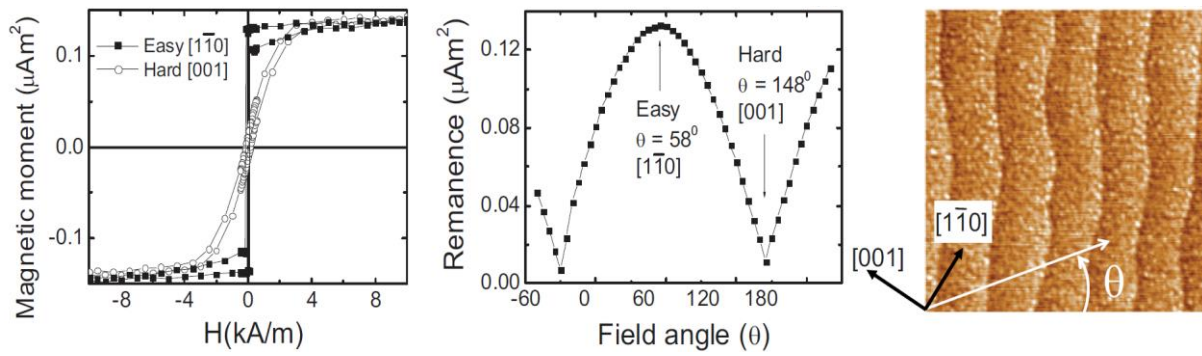 Magnetic moment (μAm²)
0.1
0.0
-0.1
Easy [11̅0]
Hard [001]
-8
-4
0
4
8
H(kA/m)
Remanence (μAm²)
0.12
0.08
0.04
0.00
Easy
θ = 58⁰
[11̅0]
Hard
θ = 148⁰
[001]
-60
0
60
120
180
Field angle (θ)
[11̅0]
[001]
θ